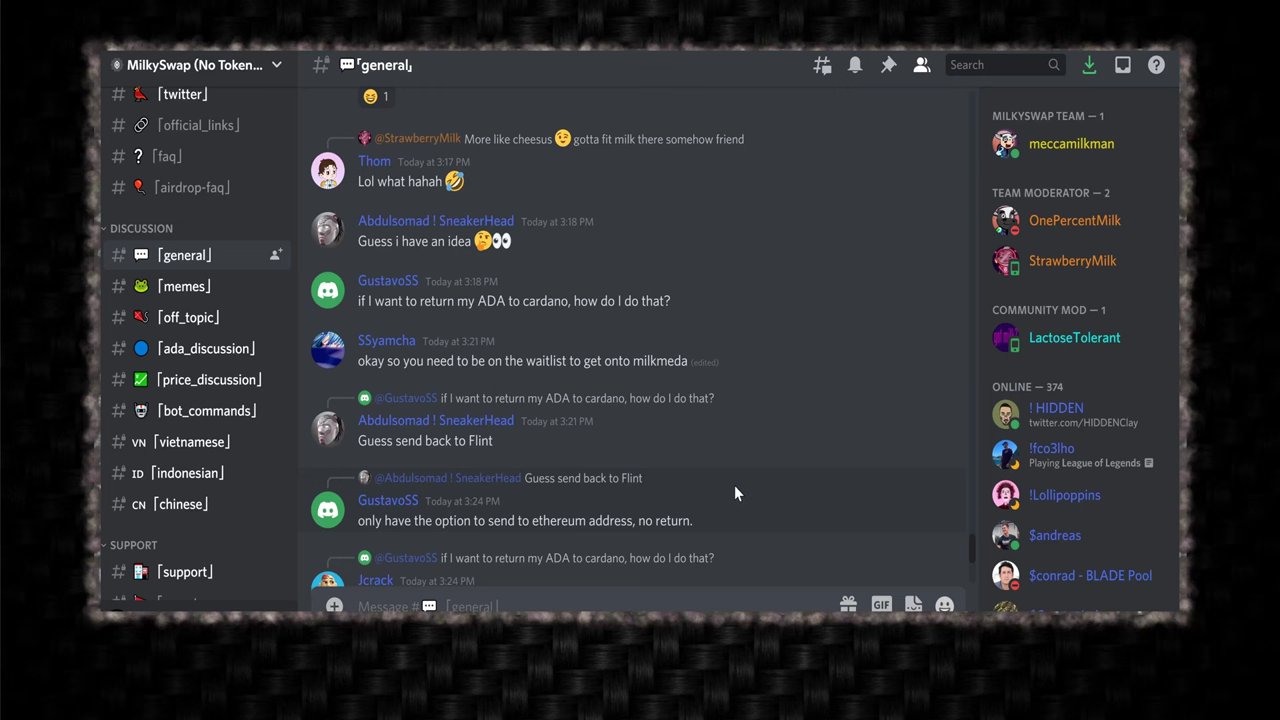 MilkySwap (No Token...
「twitter」
「official_links」
「faq」
「airdrop-faq」
DISCUSSION
「general」
「memes」
「off_topic」
「ada_discussion」
「price_discussion」
「bot_commands」
VN 「vietnamese」
ID 「indonesian」
CN 「chinese」
SUPPORT
「support」
「general」
Search
1
@StrawberryMilk More like cheesus 😉 gotta fit milk there somehow friend
Thom Today at 3:17 PM
Lol what hahah 🤣
Abdulsomad ! SneakerHead Today at 3:18 PM
Guess i have an idea 🤔👀
GustavoSS Today at 3:18 PM
if I want to return my ADA to cardano, how do I do that?
SSyamcha Today at 3:21 PM
okay so you need to be on the waitlist to get onto milkmeda (edited)
@GustavoSS if I want to return my ADA to cardano, how do I do that?
Abdulsomad ! SneakerHead Today at 3:21 PM
Guess send back to Flint
@Abdulsomad ! SneakerHead Guess send back to Flint
GustavoSS Today at 3:24 PM
only have the option to send to ethereum address, no return.
@GustavoSS if I want to return my ADA to cardano, how do I do that?
Jcrack Today at 3:24 PM
Message #💬「general」
GIF
MILKYSWAP TEAM — 1
meccamilkman
TEAM MODERATOR — 2
OnePercentMilk
StrawberryMilk
COMMUNITY MOD — 1
LactoseTolerant
ONLINE — 374
! HIDDEN
twitter.com/HIDDENClay
!fco3lho
Playing League of Legends
!Lollipoppins
$andreas
$conrad - BLADE Pool